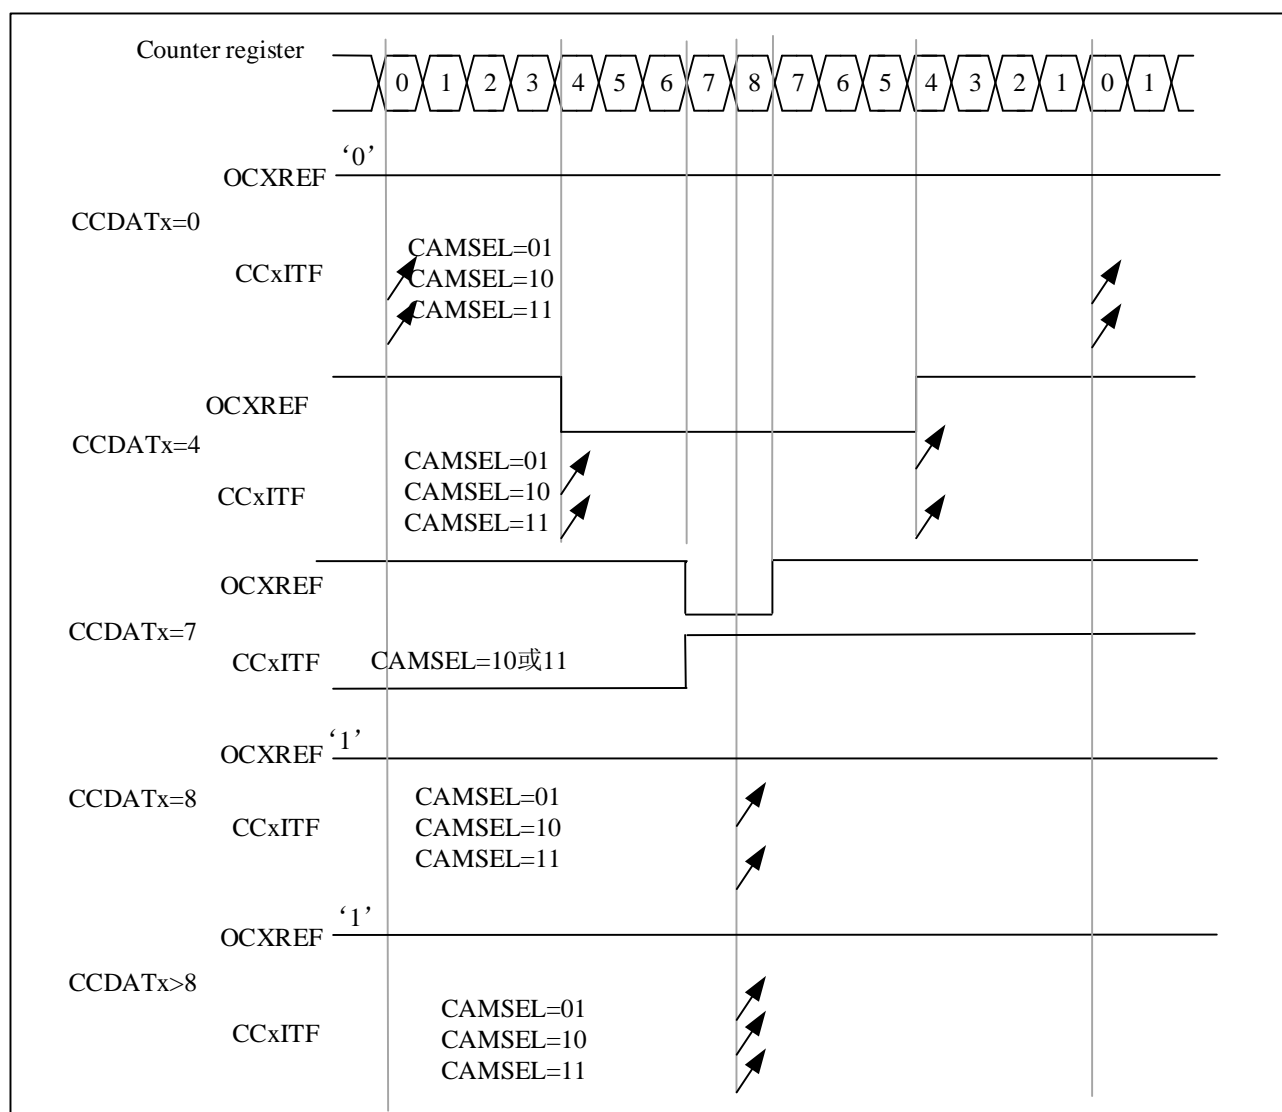 Counter register
0 1 2 3 4 5 6 7 8 7 6 5 4 3 2 1 0 1
‘0’
OCXREF
CCDATx=0
CAMSEL=01
CCxITF
CAMSEL=10
CAMSEL=11
OCXREF
CCDATx=4
CAMSEL=01
CAMSEL=10
CCxITF
CAMSEL=11
OCXREF
CCDATx=7
CCxITF
CAMSEL=10或11
‘1’
OCXREF
CCDATx=8
CAMSEL=01
CCxITF
CAMSEL=10
CAMSEL=11
‘1’
OCXREF
CCDATx>8
CAMSEL=01
CCxITF
CAMSEL=10
CAMSEL=11